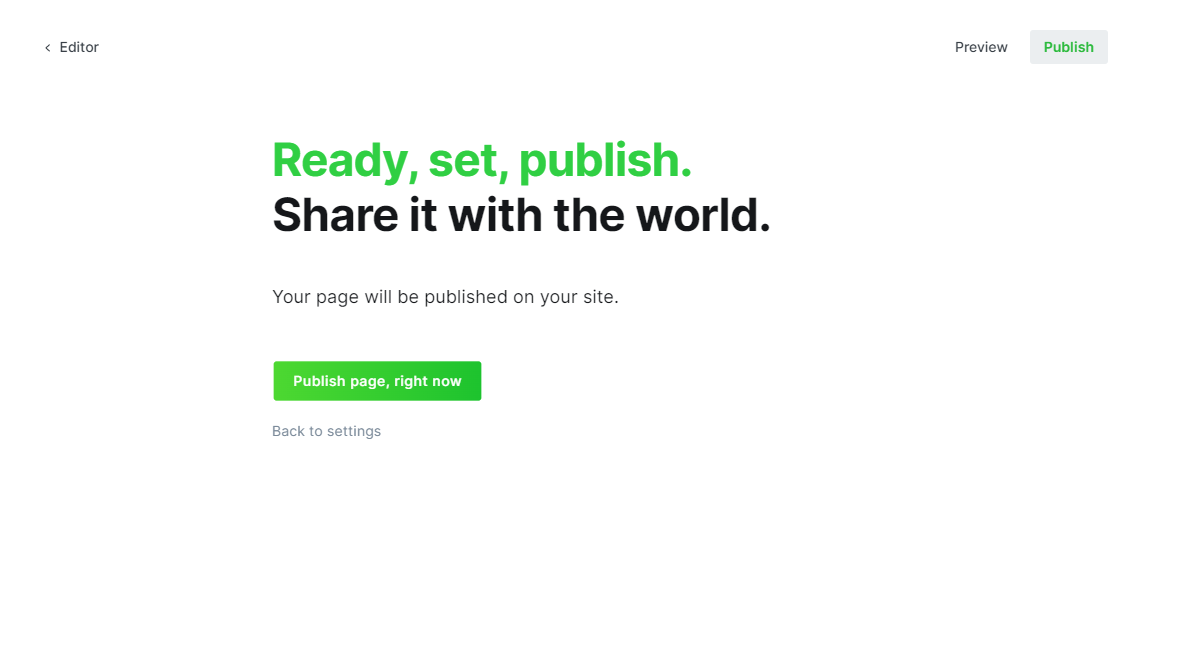 Editor
Preview
Publish
Ready, set, publish.
Share it with the world.
Your page will be published on your site.
Publish page, right now
Back to settings